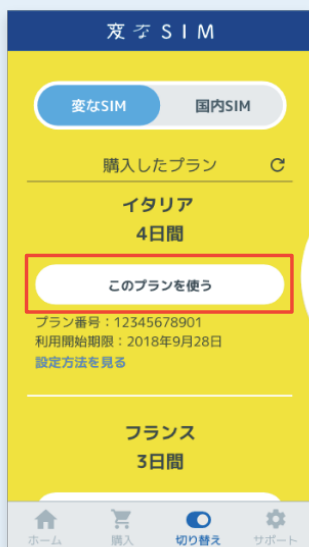 変なSIM
変なSIM
国内SIM
購入したプラン
イタリア
4日間
このプランを使う
プラン番号：12345678901
利用開始期限：2018年9月28日
設定方法を見る
フランス
3日間
ホーム
購入
切り替え
サポート